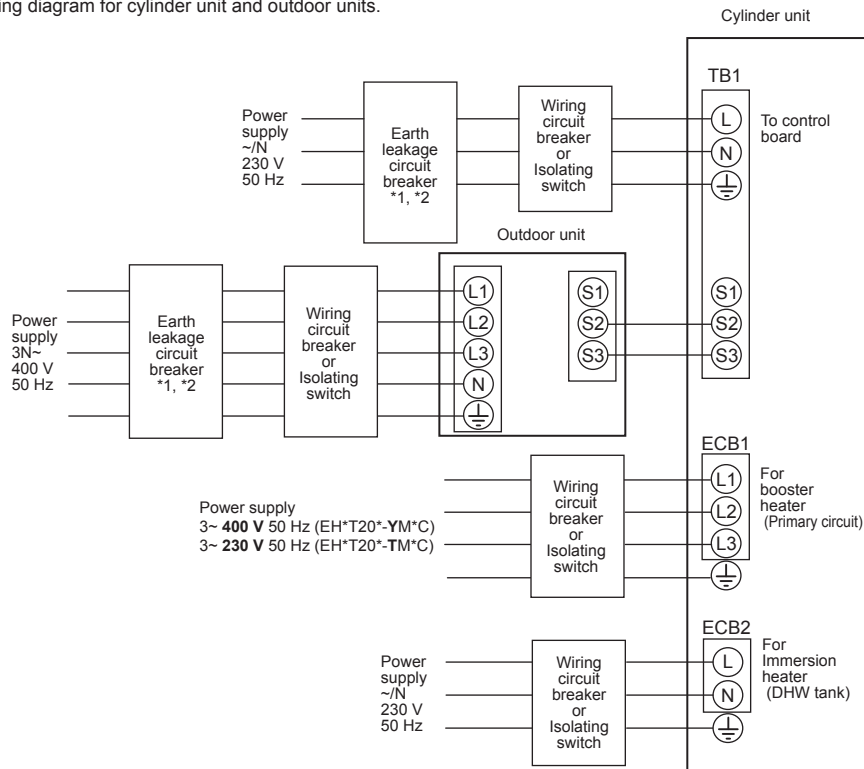 ing diagram for cylinder unit and outdoor units.
Cylinder unit
TB1
Power
supply
~/N
230 V
50 Hz
Earth
leakage
circuit
breaker
*1, *2
Wiring
circuit
breaker
or
Isolating
switch
L
N
To control
board
Outdoor unit
Power
supply
3N~
400 V
50 Hz
Earth
leakage
circuit
breaker
*1, *2
Wiring
circuit
breaker
or
Isolating
switch
L1
L2
L3
N
S1
S2
S3
S1
S2
S3
ECB1
Power supply
3~ 400 V 50 Hz (EH*T20*-YM*C)
3~ 230 V 50 Hz (EH*T20*-TM*C)
Wiring
circuit
breaker
or
Isolating
switch
L1
L2
L3
For
booster
heater
(Primary circuit)
ECB2
Power
supply
~/N
230 V
50 Hz
Wiring
circuit
breaker
or
Isolating
switch
L
N
For
Immersion
heater
(DHW tank)